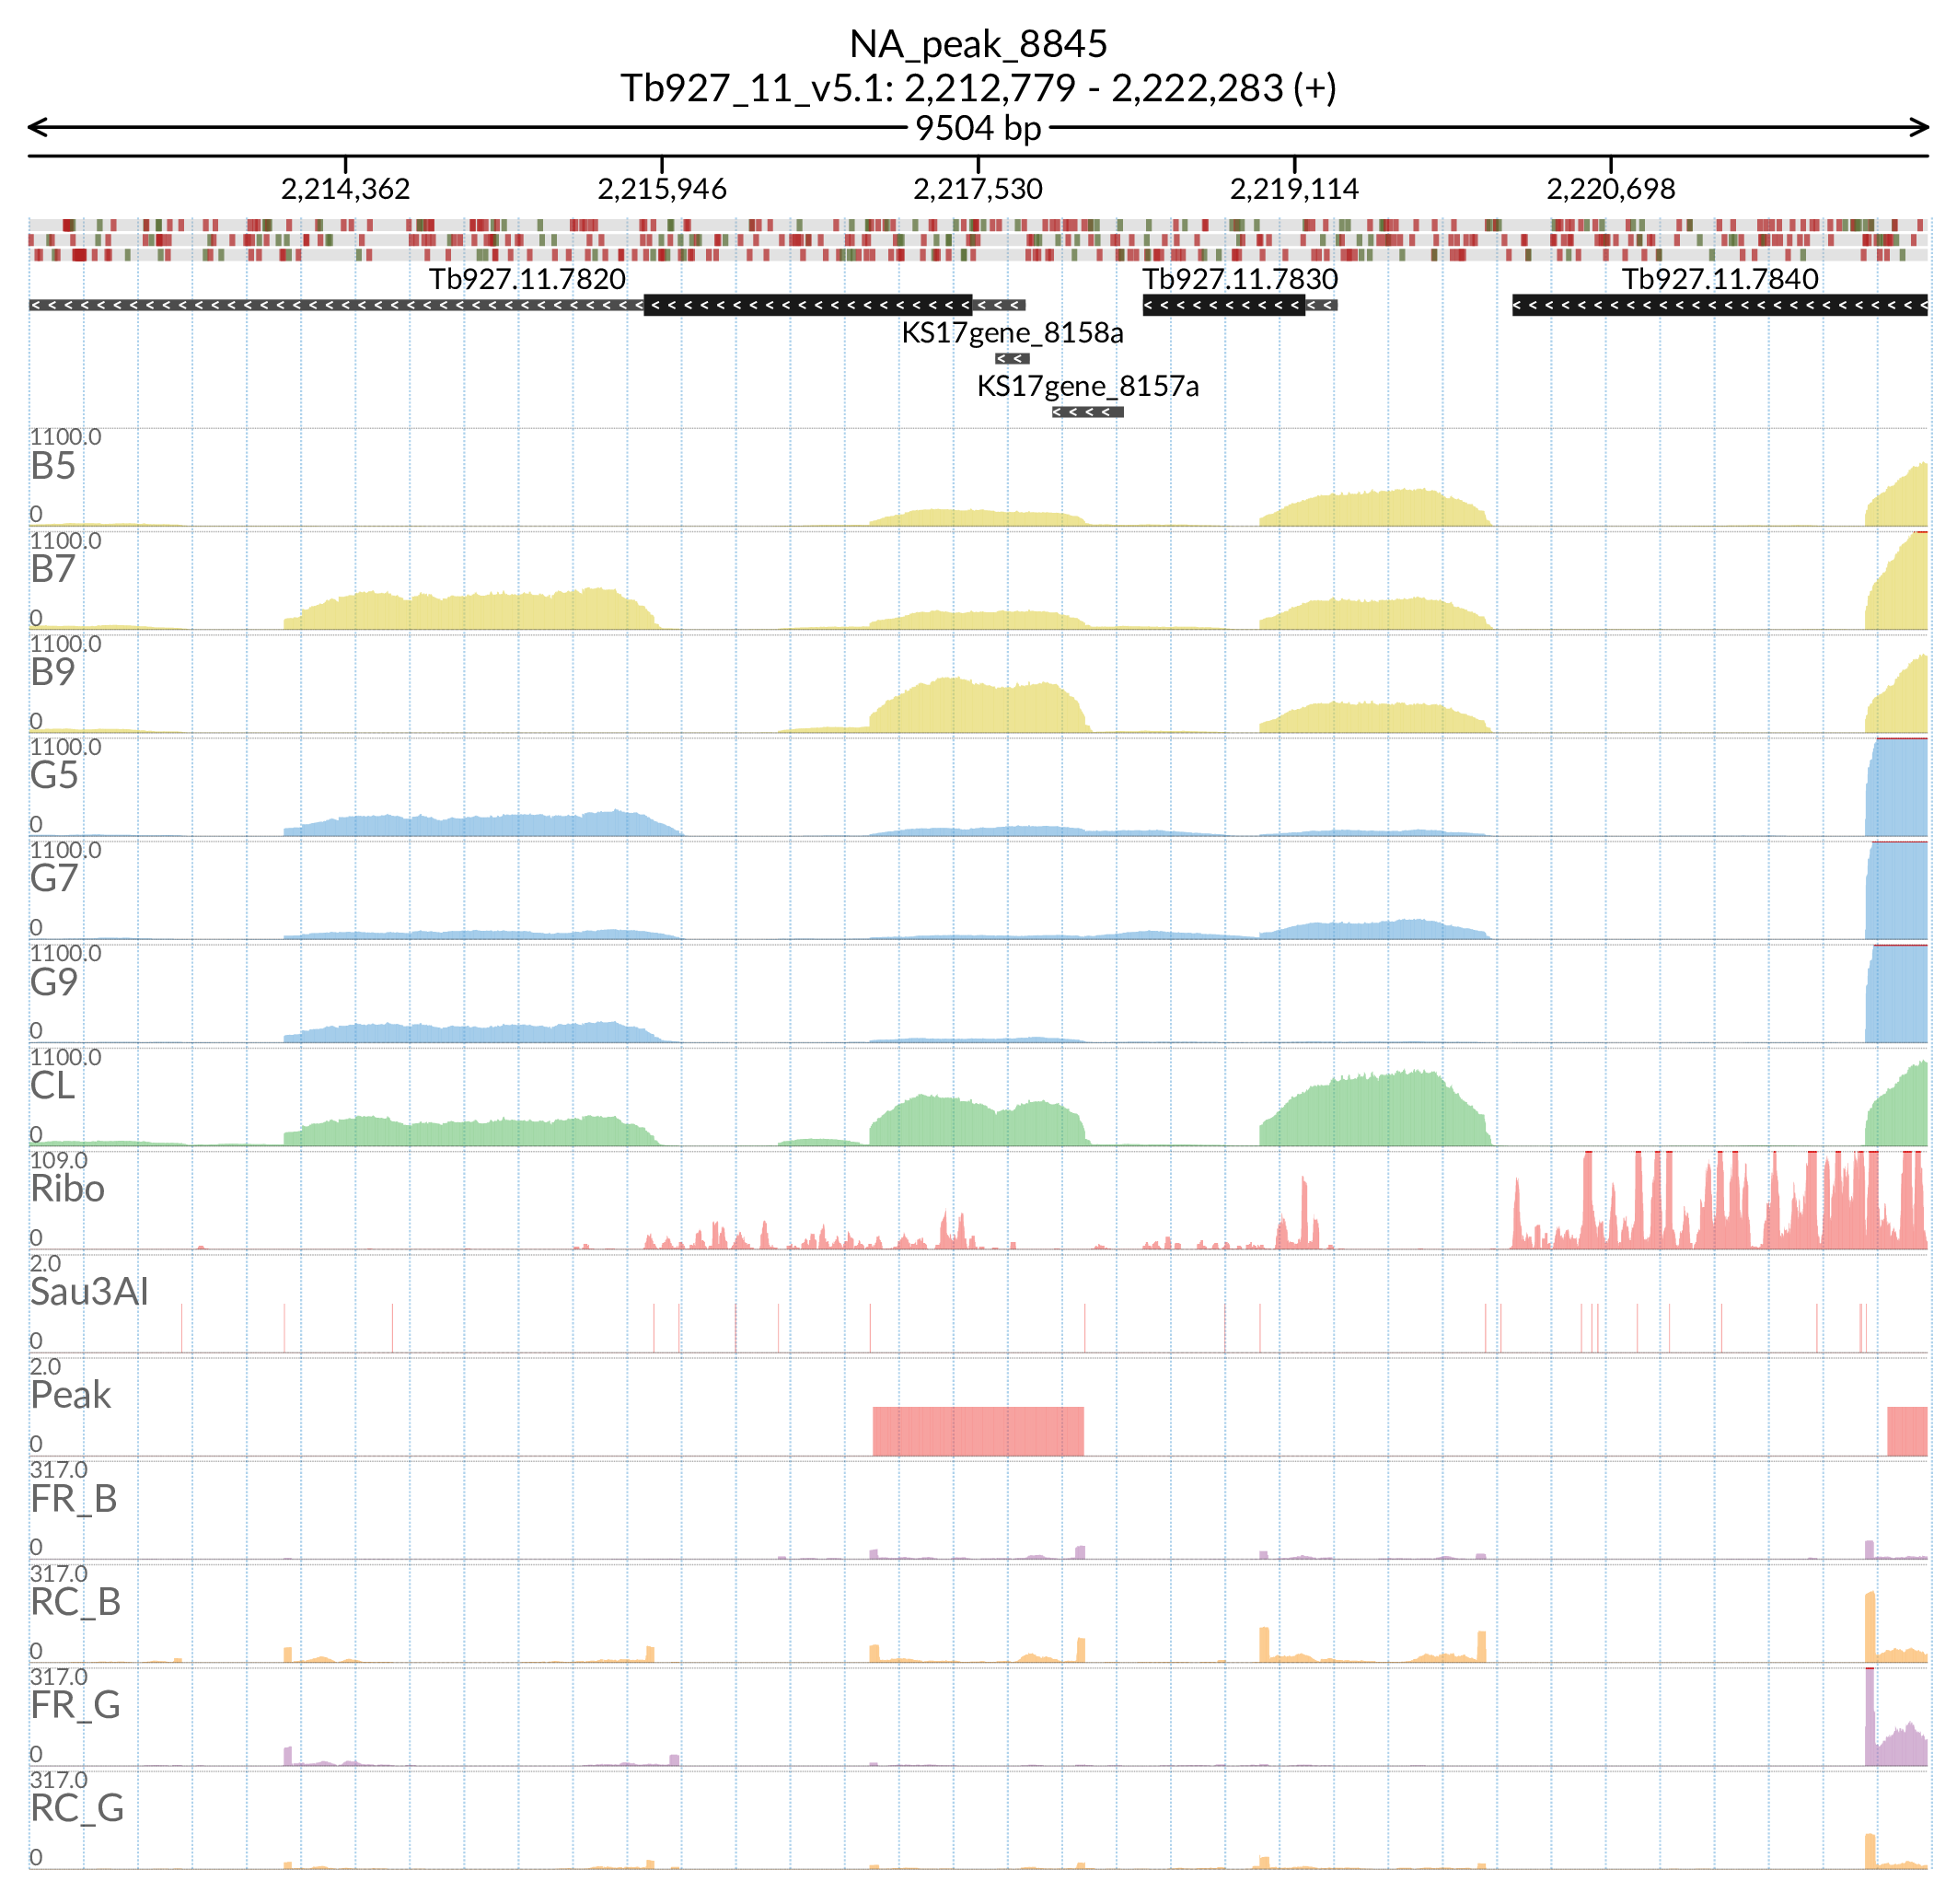 NA_peak_8845
Tb927_11_v5.1: 2,212,779 - 2,222,283 (+)
9504 bp
2,214,362 2,215,946 2,217,530 2,219,114 2,220,698
Tb927.11.7820 Tb927.11.7830 Tb927.11.7840
KS17gene_8158a
KS17gene_8157a
1100.0
B5
0
1100.0
B7
0
1100.0
B9
0
1100.0
G5
0
1100.0
G7
0
1100.0
G9
0
1100.0
CL
0
109.0
Ribo
0
2.0
Sau3AI
0
2.0
Peak
0
317.0
FR_B
0
317.0
RC_B
0
317.0
FR_G
0
317.0
RC_G
0